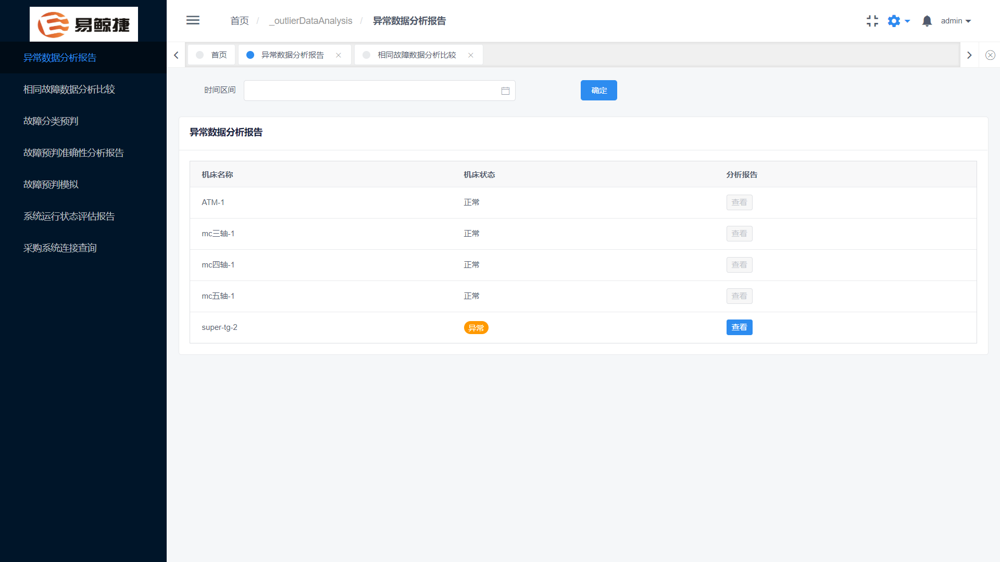 易鲸捷
异常数据分析报告
相同故障数据分析比较
故障分类预判
故障预判准确性分析报告
故障预判模拟
系统运行状态评估报告
采购系统连接查询
首页 / _outlierDataAnalysis / 异常数据分析报告
admin
首页 异常数据分析报告 相同故障数据分析比较
时间区间 确定
异常数据分析报告
机床名称 机床状态 分析报告
ATM-1 正常 查看
mc三轴-1 正常 查看
mc四轴-1 正常 查看
mc五轴-1 正常 查看
super-tg-2 异常 查看